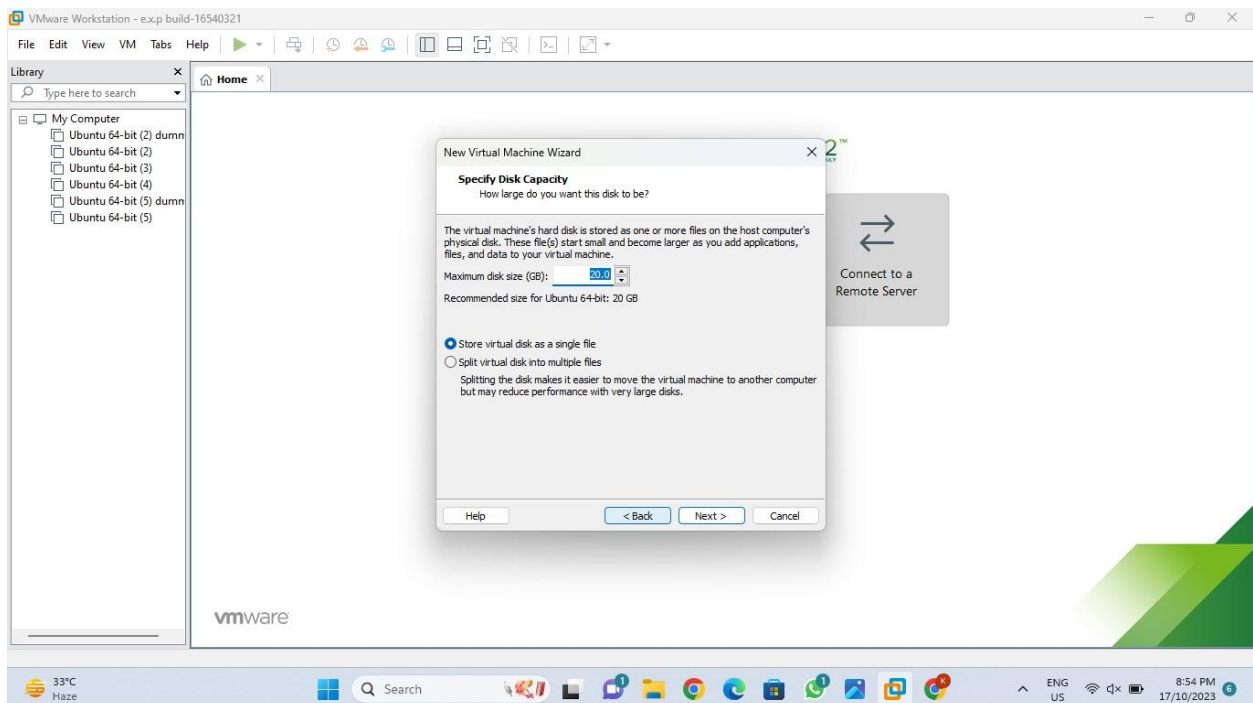 VMware Workstation - e.x.p build-16540321
File Edit View VM Tabs Help
Library
Home
Type here to search
My Computer
Ubuntu 64-bit (2) dumn
Ubuntu 64-bit (2)
Ubuntu 64-bit (3)
Ubuntu 64-bit (4)
Ubuntu 64-bit (5) dumn
Ubuntu 64-bit (5)
2™
New Virtual Machine Wizard
Specify Disk Capacity
How large do you want this disk to be?
The virtual machine's hard disk is stored as one or more files on the host computer's
physical disk. These file(s) start small and become larger as you add applications,
files, and data to your virtual machine.
Maximum disk size (GB): 20.0
Recommended size for Ubuntu 64-bit: 20 GB
Store virtual disk as a single file
Split virtual disk into multiple files
Splitting the disk makes it easier to move the virtual machine to another computer
but may reduce performance with very large disks.
Help < Back Next > Cancel
Connect to a
Remote Server
vmware
33°C
Haze
Search
1
1
K
ENG
US
8:54 PM
17/10/2023
6